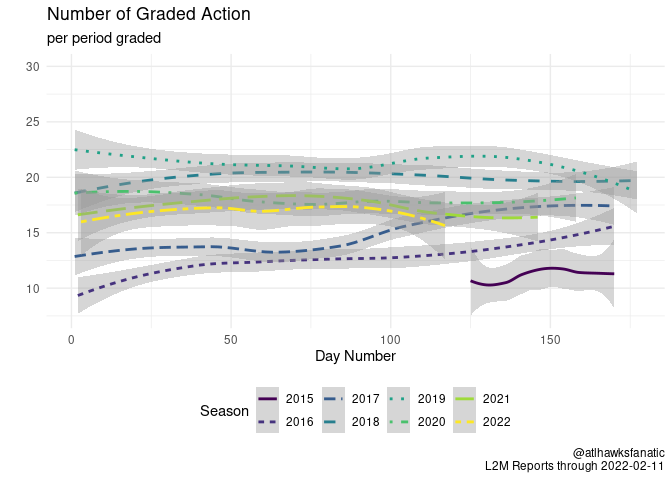 Number of Graded Action
per period graded
30
25
20
15
10
0 50 100 150
Day Number
Season
2015 2017 2019 2021
2016 2018 2020 2022
@atlhawksfanatic
L2M Reports through 2022-02-11